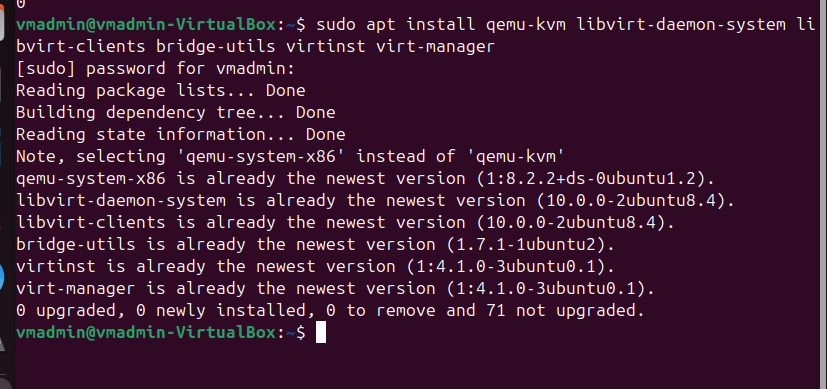 0
vmadmin@vmadmin-VirtualBox:~$ sudo apt install qemu-kvm libvirt-daemon-system li
bvirt-clients bridge-utils virtinst virt-manager
[sudo] password for vmadmin:
Reading package lists... Done
Building dependency tree... Done
Reading state information... Done
Note, selecting 'qemu-system-x86' instead of 'qemu-kvm'
qemu-system-x86 is already the newest version (1:8.2.2+ds-0ubuntu1.2).
libvirt-daemon-system is already the newest version (10.0.0-2ubuntu8.4).
libvirt-clients is already the newest version (10.0.0-2ubuntu8.4).
bridge-utils is already the newest version (1.7.1-1ubuntu2).
virtinst is already the newest version (1:4.1.0-3ubuntu0.1).
virt-manager is already the newest version (1:4.1.0-3ubuntu0.1).
0 upgraded, 0 newly installed, 0 to remove and 71 not upgraded.
vmadmin@vmadmin-VirtualBox:~$